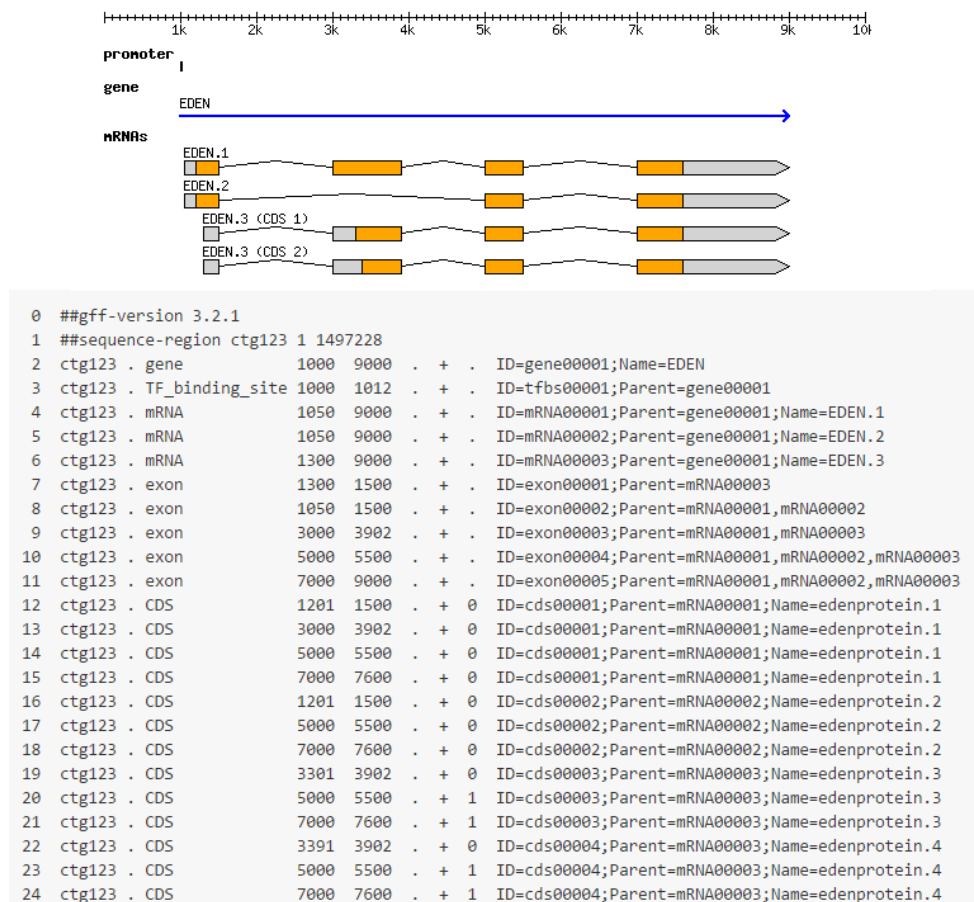 1k 2k 3k 4k 5k 6k 7k 8k 9k 10k
promoter
gene
EDEN
mRNAs
EDEN.1
EDEN.2
EDEN.3 (CDS 1)
EDEN.3 (CDS 2)
0 ##gff-version 3.2.1
1 ##sequence-region ctg123 1 1497228
2 ctg123 . gene 1000 9000 . + . ID=gene00001;Name=EDEN
3 ctg123 . TF_binding_site 1000 1012 . + . ID=tfbs00001;Parent=gene00001
4 ctg123 . mRNA 1050 9000 . + . ID=mRNA00001;Parent=gene00001;Name=EDEN.1
5 ctg123 . mRNA 1050 9000 . + . ID=mRNA00002;Parent=gene00001;Name=EDEN.2
6 ctg123 . mRNA 1300 9000 . + . ID=mRNA00003;Parent=gene00001;Name=EDEN.3
7 ctg123 . exon 1300 1500 . + . ID=exon00001;Parent=mRNA00003
8 ctg123 . exon 1050 1500 . + . ID=exon00002;Parent=mRNA00001,mRNA00002
9 ctg123 . exon 3000 3902 . + . ID=exon00003;Parent=mRNA00001,mRNA00003
10 ctg123 . exon 5000 5500 . + . ID=exon00004;Parent=mRNA00001,mRNA00002,mRNA00003
11 ctg123 . exon 7000 9000 . + . ID=exon00005;Parent=mRNA00001,mRNA00002,mRNA00003
12 ctg123 . CDS 1201 1500 . + 0 ID=cds00001;Parent=mRNA00001;Name=edenprotein.1
13 ctg123 . CDS 3000 3902 . + 0 ID=cds00001;Parent=mRNA00001;Name=edenprotein.1
14 ctg123 . CDS 5000 5500 . + 0 ID=cds00001;Parent=mRNA00001;Name=edenprotein.1
15 ctg123 . CDS 7000 7600 . + 0 ID=cds00001;Parent=mRNA00001;Name=edenprotein.1
16 ctg123 . CDS 1201 1500 . + 0 ID=cds00002;Parent=mRNA00002;Name=edenprotein.2
17 ctg123 . CDS 5000 5500 . + 0 ID=cds00002;Parent=mRNA00002;Name=edenprotein.2
18 ctg123 . CDS 7000 7600 . + 0 ID=cds00002;Parent=mRNA00002;Name=edenprotein.2
19 ctg123 . CDS 3301 3902 . + 0 ID=cds00003;Parent=mRNA00003;Name=edenprotein.3
20 ctg123 . CDS 5000 5500 . + 1 ID=cds00003;Parent=mRNA00003;Name=edenprotein.3
21 ctg123 . CDS 7000 7600 . + 1 ID=cds00003;Parent=mRNA00003;Name=edenprotein.3
22 ctg123 . CDS 3391 3902 . + 0 ID=cds00004;Parent=mRNA00003;Name=edenprotein.4
23 ctg123 . CDS 5000 5500 . + 1 ID=cds00004;Parent=mRNA00003;Name=edenprotein.4
24 ctg123 . CDS 7000 7600 . + 1 ID=cds00004;Parent=mRNA00003;Name=edenprotein.4